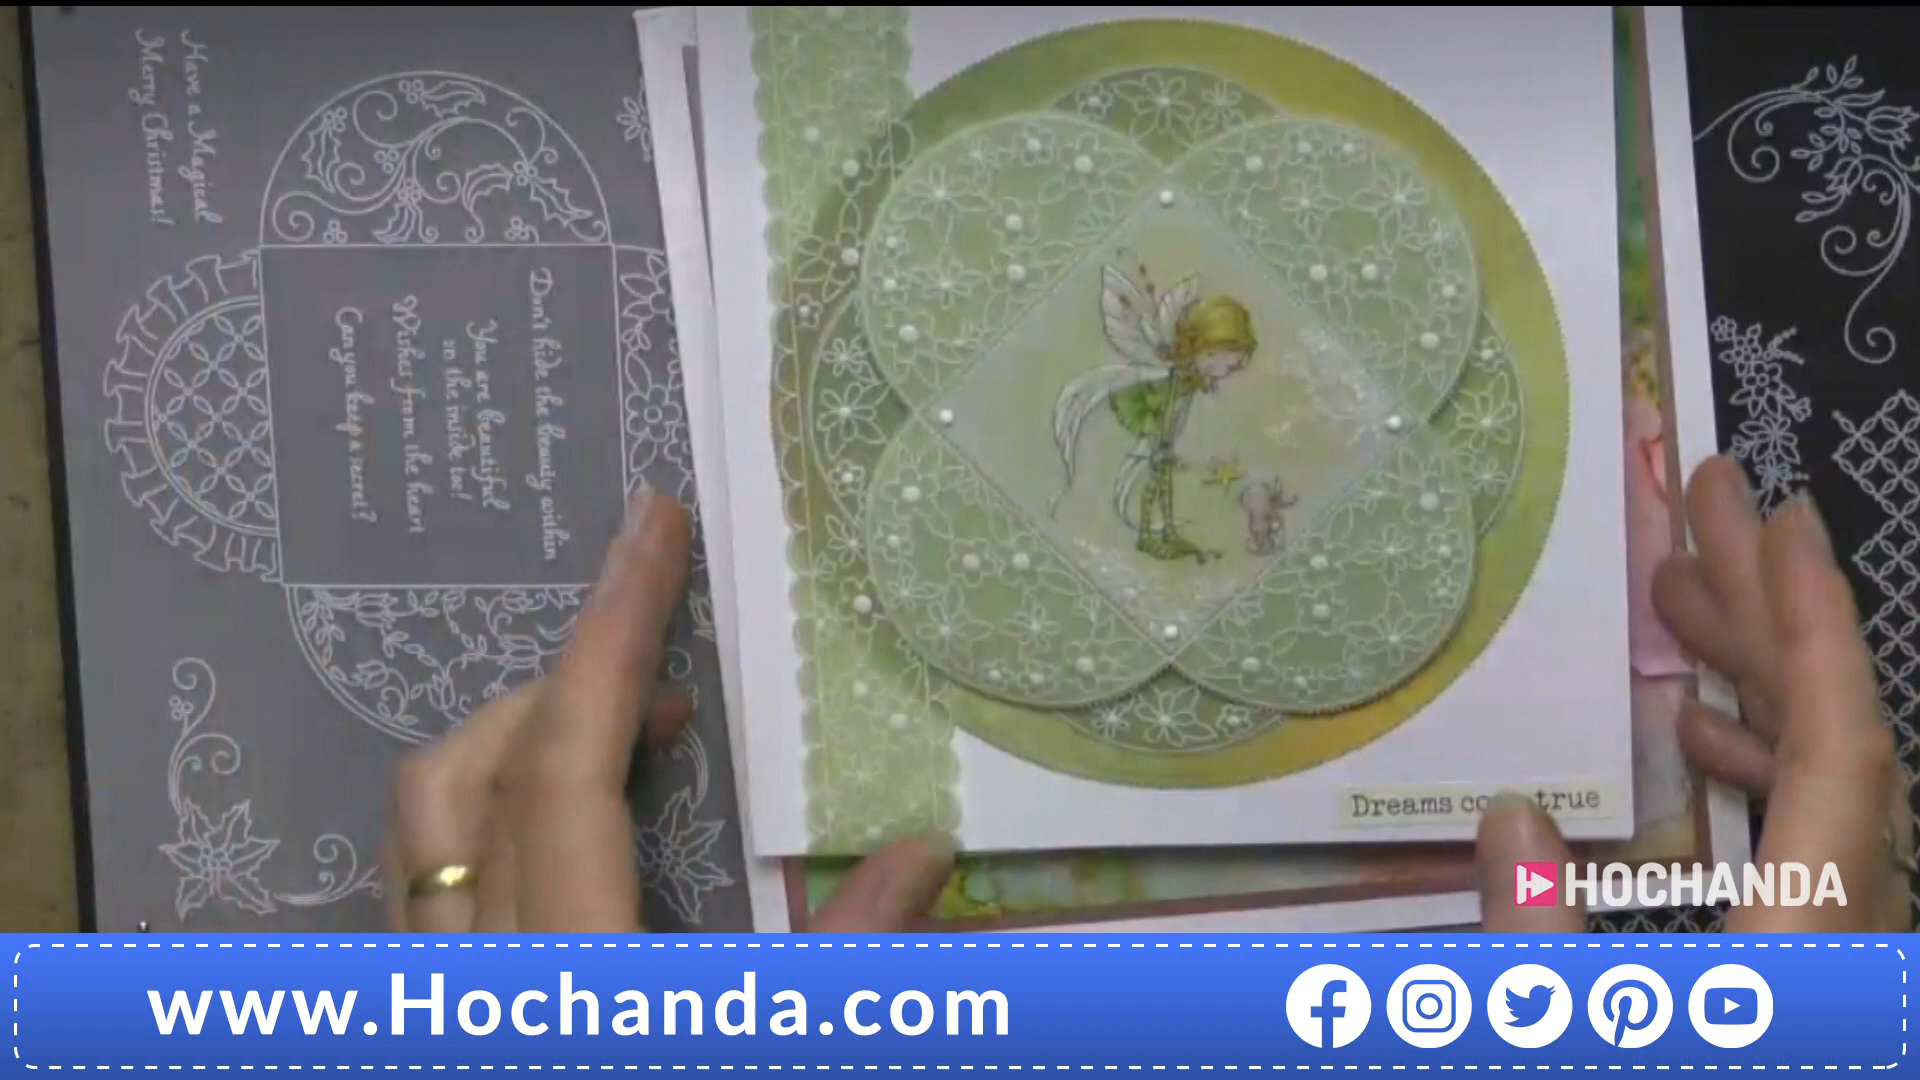 Have a Magical
Merry Christmas!
Don't hide the beauty within
You are beautiful
on the inside too!
Wishes from the heart
Can you keep a secret?
Dreams co true
HOCHANDA
www.Hochanda.com